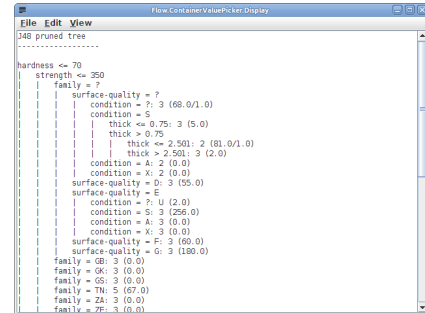 Flow.ContainerValuePicker.Display
File Edit View
J48 pruned tree
------------------
hardness <= 70
|   strength <= 350
|   |   family = ?
|   |   |   surface-quality = ?
|   |   |   |   condition = ?: 3 (68.0/1.0)
|   |   |   |   condition = S
|   |   |   |   |   thick <= 0.75: 3 (5.0)
|   |   |   |   |   thick > 0.75
|   |   |   |   |   |   thick <= 2.501: 2 (81.0/1.0)
|   |   |   |   |   |   thick > 2.501: 3 (2.0)
|   |   |   |   condition = A: 2 (0.0)
|   |   |   |   condition = X: 2 (0.0)
|   |   |   surface-quality = D: 3 (55.0)
|   |   |   surface-quality = E
|   |   |   |   condition = ?: U (2.0)
|   |   |   |   condition = S: 3 (256.0)
|   |   |   |   condition = A: 3 (0.0)
|   |   |   |   condition = X: 3 (0.0)
|   |   |   surface-quality = F: 3 (60.0)
|   |   |   surface-quality = G: 3 (180.0)
|   |   family = GB: 3 (0.0)
|   |   family = GK: 3 (0.0)
|   |   family = GS: 3 (0.0)
|   |   family = TN: 5 (67.0)
|   |   family = ZA: 3 (0.0)
|   |   family = ZF: 3 (0.0)